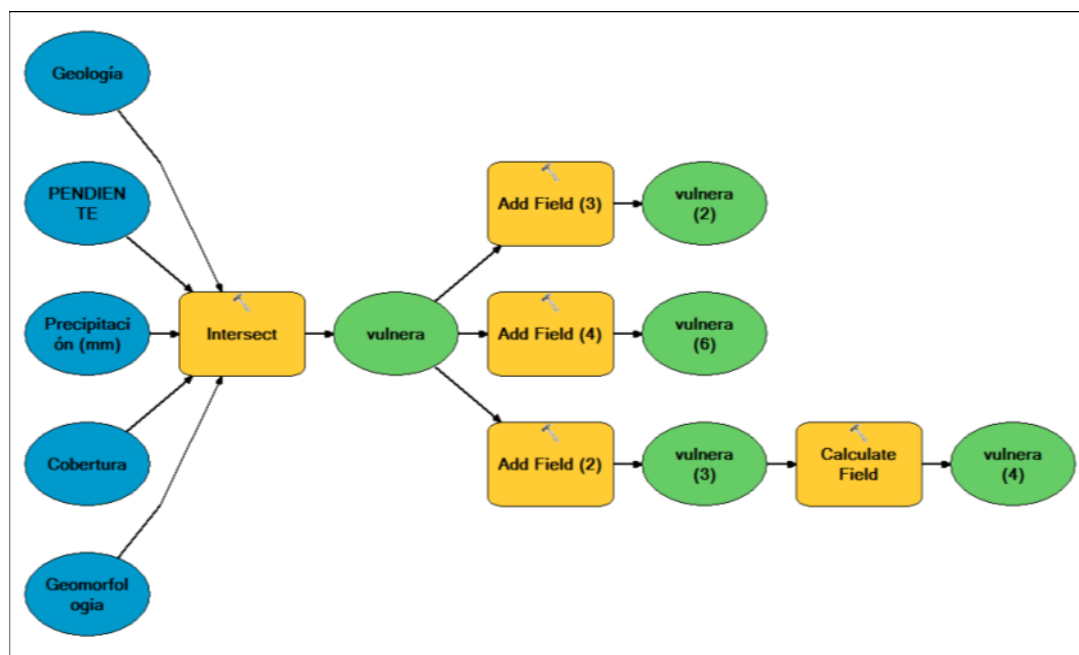 Geología
PENDIEN
TE
Precipitaci
ón (mm)
Cobertura
Geomorfol
ogia
Intersect
vulnera
Add Field (3)
vulnera
(2)
Add Field (4)
vulnera
(6)
Add Field (2)
vulnera
(3)
Calculate
Field
vulnera
(4)